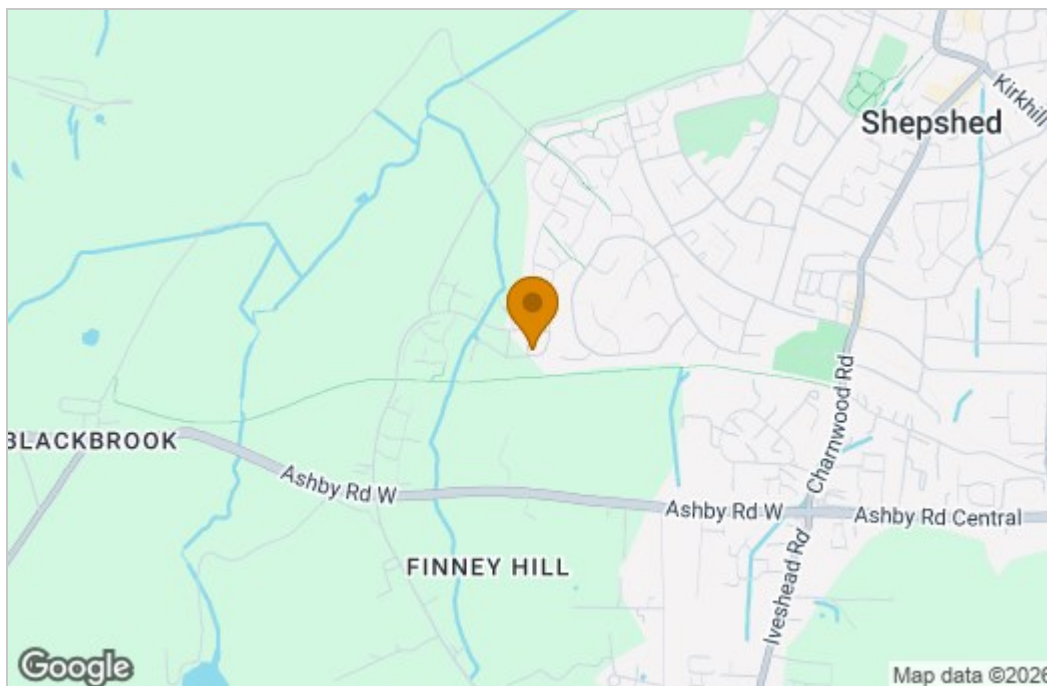 Shepshed
Kirkhill
Charnwood Rd
BLACKBROOK
Ashby Rd W
Ashby Rd W
Ashby Rd Central
FINNEY HILL
Iveshead Rd
Google
Map data ©2026